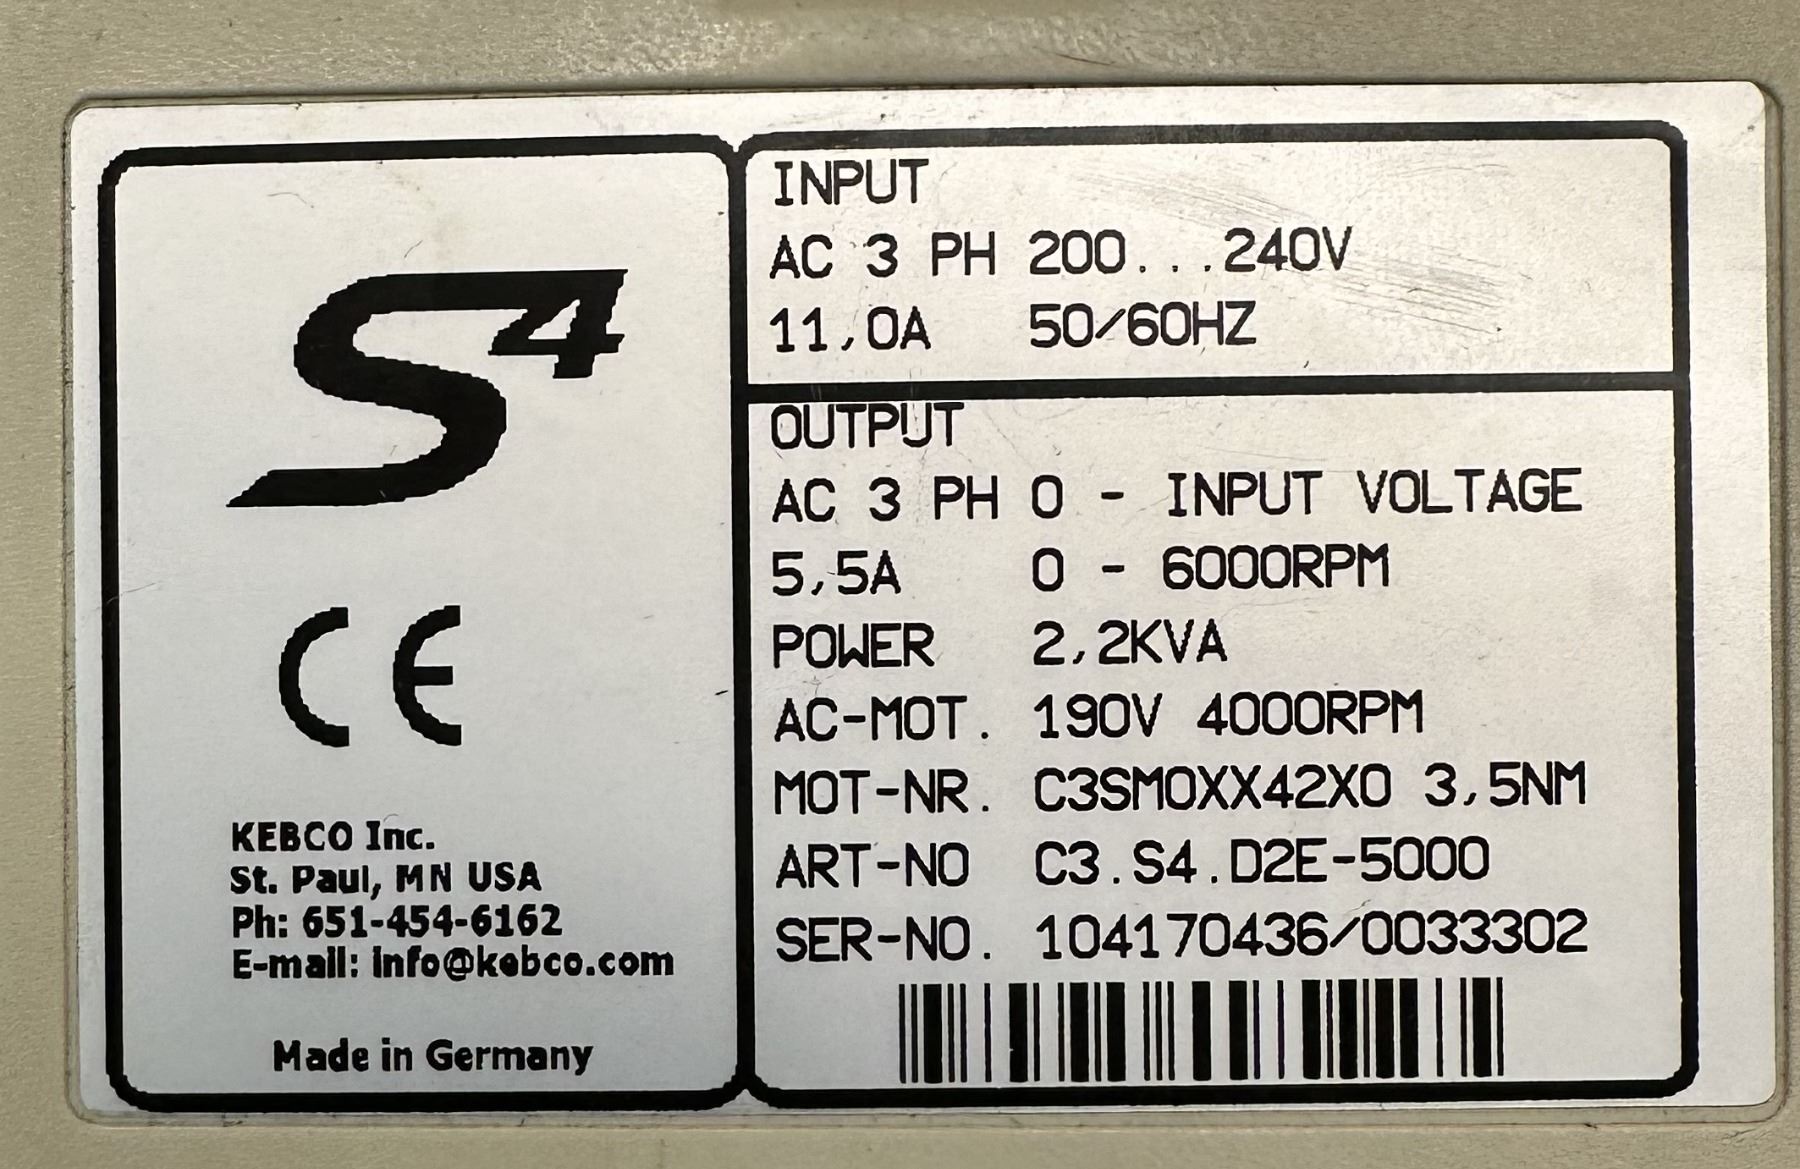 S4
CE
KEBCO Inc.
St. Paul, MN USA
Ph: 651-454-6162
E-mail: info@kebco.com
Made in Germany
INPUT
AC 3 PH 200...240V
11,0A 50/60HZ
OUTPUT
AC 3 PH 0 - INPUT VOLTAGE
5,5A 0 - 6000RPM
POWER 2,2KVA
AC-MOT. 190V 4000RPM
MOT-NR. C3SM0XX42X0 3,5NM
ART-NO C3.S4.D2E-5000
SER-NO. 104170436/0033302